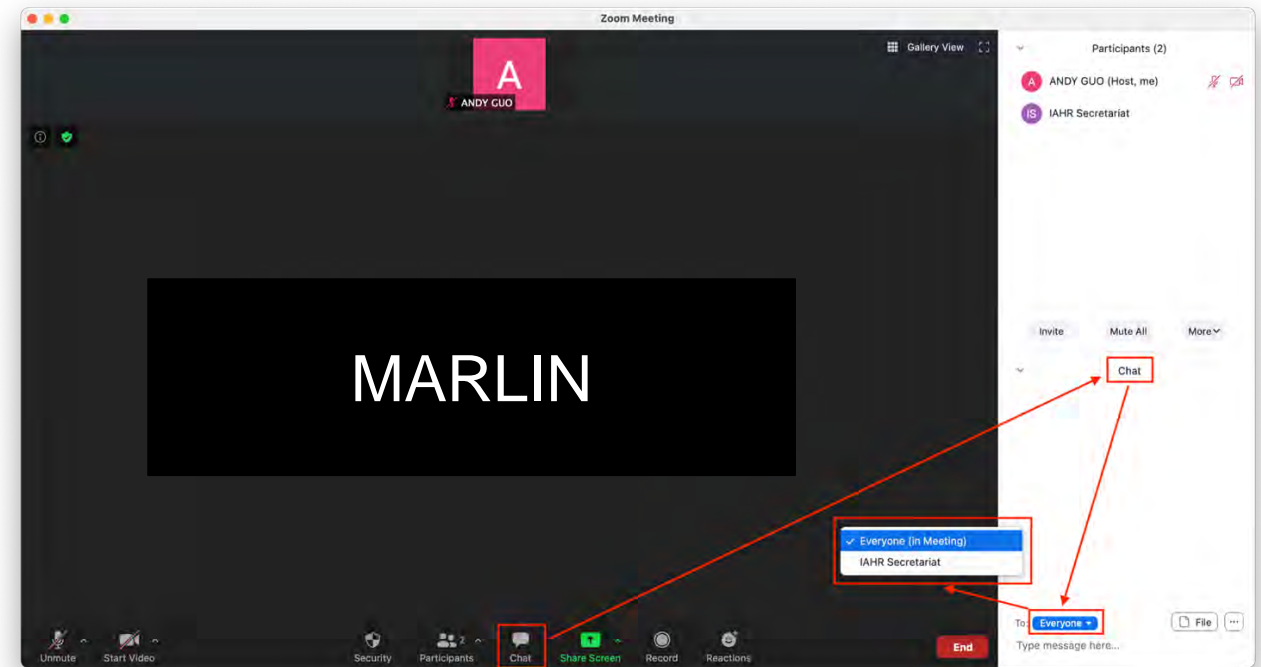 Zoom Meeting
A
ANDY GUO
Gallery View
MARLIN
Participants (2)
A ANDY GUO (Host, me)
IS IAHR Secretariat
Invite Mute All More
Chat
Everyone (in Meeting)
IAHR Secretariat
To: Everyone File ...
Type message here...
Unmute Start Video Security Participants 2 Chat Share Screen Record Reactions End